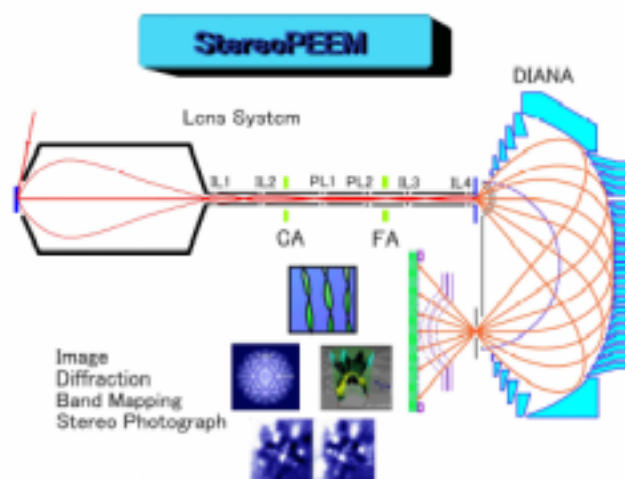 StereoPEEM
DIANA
Lens System
IL1 IL2 PL1 PL2 IL3 IL4
CA FA
Image
Diffraction
Band Mapping
Stereo Photograph